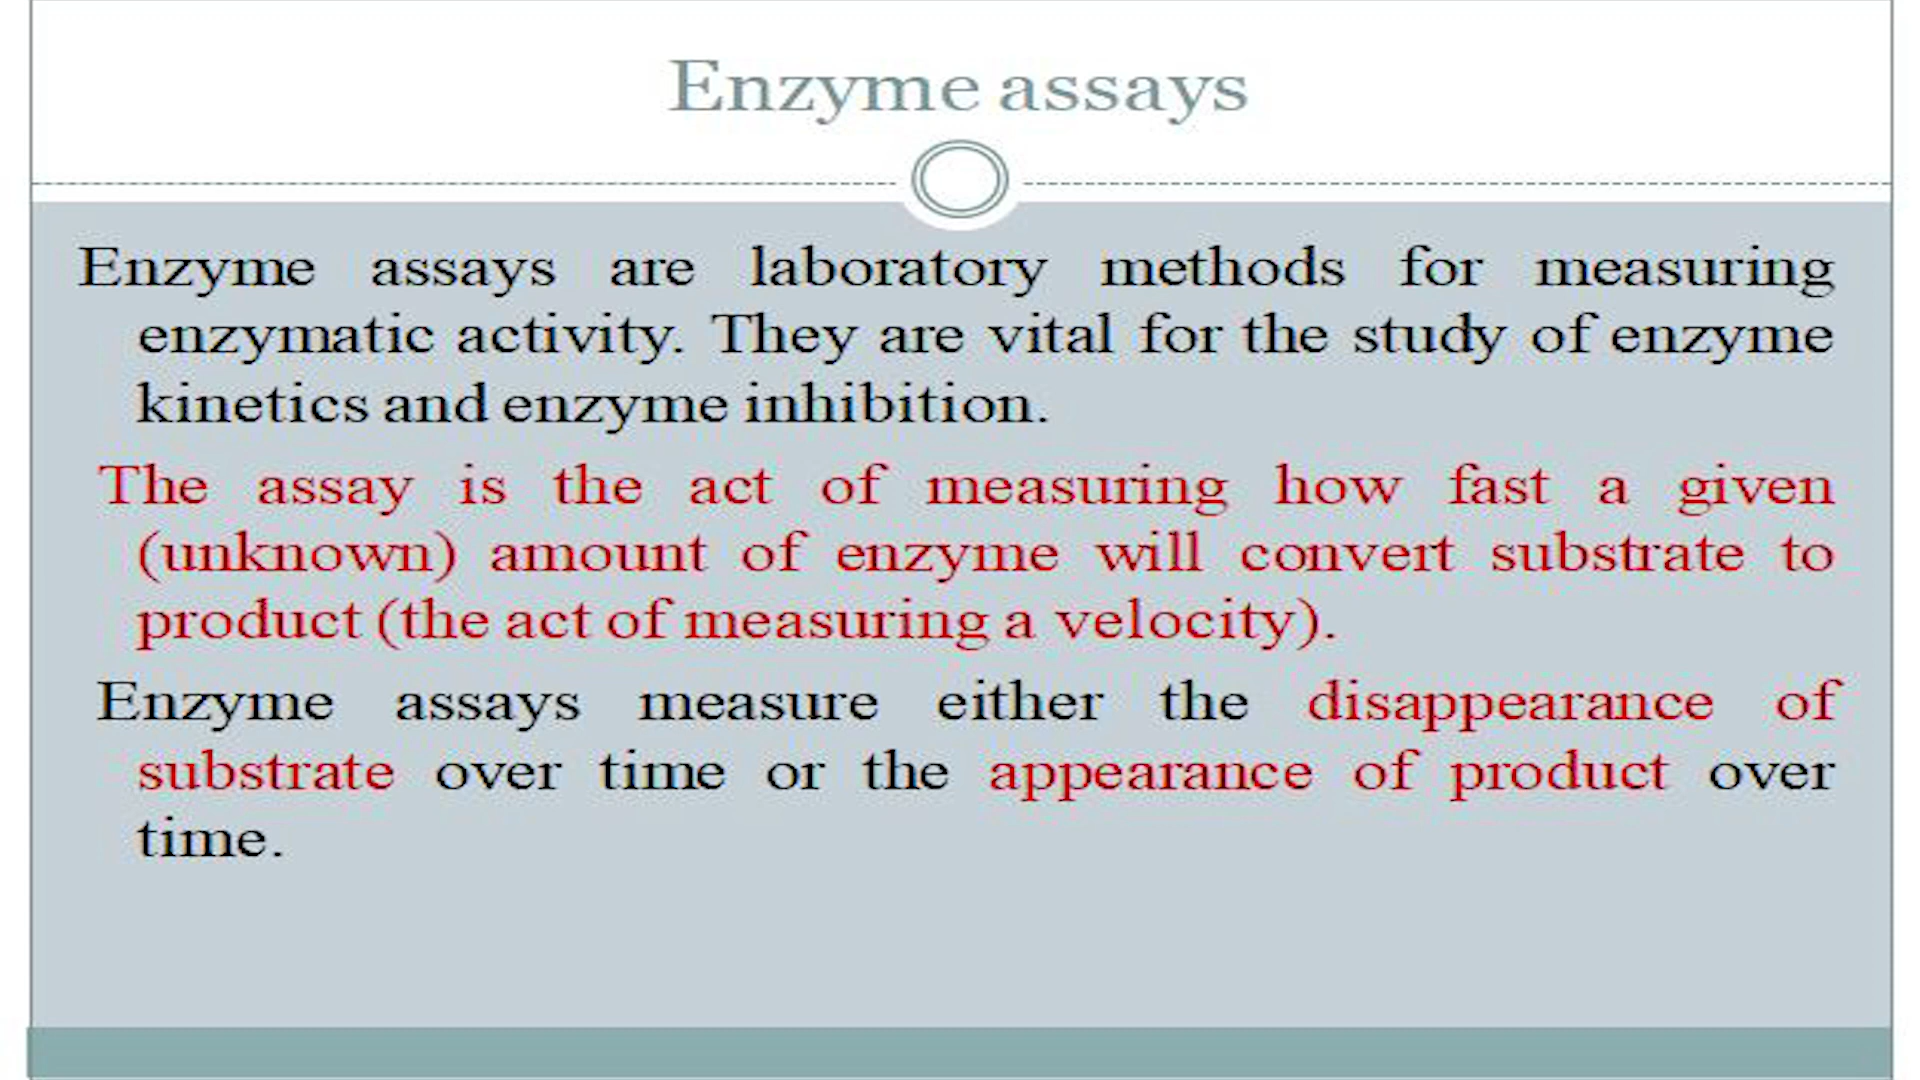 Enzyme assays
Enzyme assays are laboratory methods for measuring
enzymatic activity. They are vital for the study of enzyme
kinetics and enzyme inhibition.
The assay is the act of measuring how fast a given
(unknown) amount of enzyme will convert substrate to
product (the act of measuring a velocity).
Enzyme assays measure either the disappearance of
substrate over time or the appearance of product over
time.